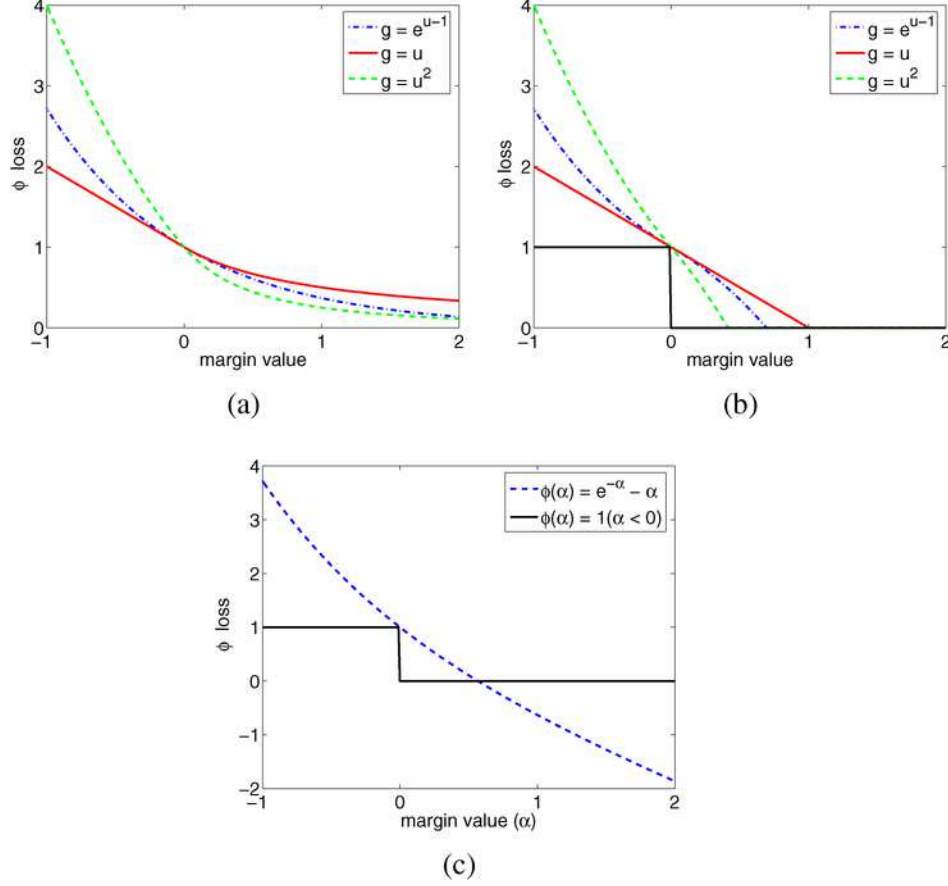 4
3
2
1
0
−1
0
1
2
ϕ loss
margin value
g = e^{u−1}
g = u
g = u^2
(a)
4
3
2
1
0
−1
0
1
2
ϕ loss
margin value
g = e^{u−1}
g = u
g = u^2
(b)
4
3
2
1
0
−1
−2
−1
0
1
2
ϕ loss
margin value (α)
ϕ(α) = e^{−α} − α
ϕ(α) = 1(α < 0)
(c)